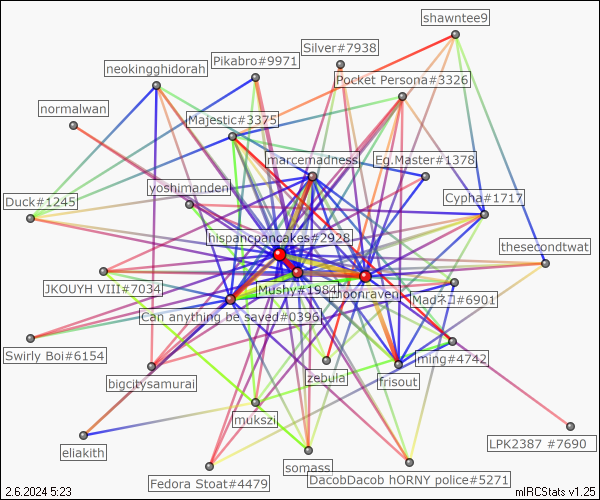 shawntee9
Silver#7938
Pikabro#9971
neokingghidorah
Pocket Persona#3326
normalwan
Majestic#3375
marcemadness
Eg.Master#1378
yoshimanden
Duck#1245
Cypha#1717
hispancpancakes#2928
thesecondtwat
JKOUYH VIII#7034
Mushy#1984
moonraven
Madネコ#6901
Can anything be saved#0396
Swirly Boi#6154
ming#4742
bigcitysamurai
zebula
frisout
mukszi
eliakith
LPK2387 #7690
somass
Fedora Stoat#4479
DacobDacob hORNY police#5271
2.6.2024 5:23
mIRCStats v1.25